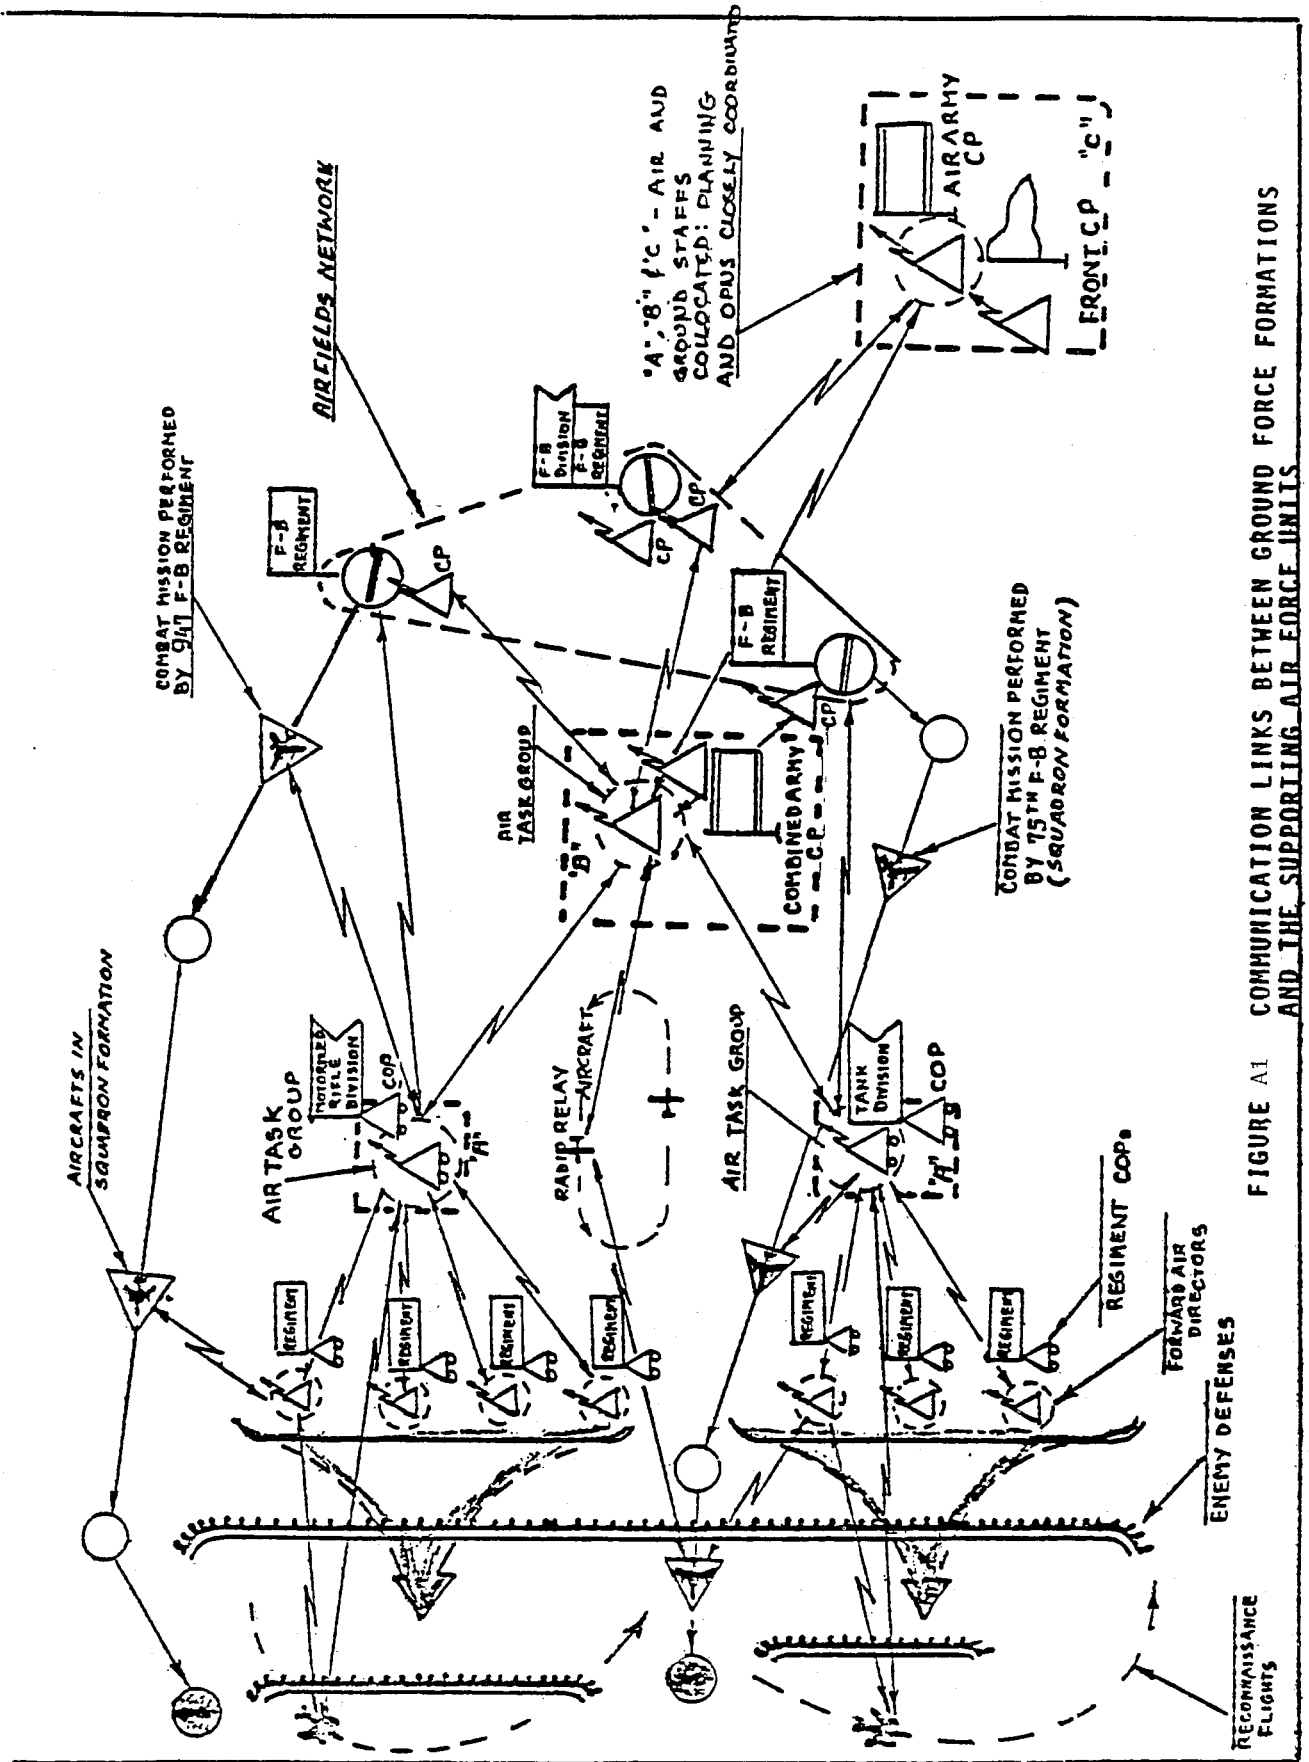 AIRCRAFTS IN
SQUADRON FORMATION
COMBAT MISSION PERFORMED
BY 947 F-B REGIMENT
AIRFIELDS NETWORK
"A", "B" & "C" - AIR AND
GROUND STAFFS
COLLOCATED; PLANNING
AND OPNS CLOSELY COORDINATD
F-B
REGIMENT
CP
F-B
DIVISION
F-B
REGIMENT
CP
CP
F-B
REGIMENT
CP
AIR ARMY
CP
FRONT CP "C"
AIR
TASK GROUP
"B"
COMBINED ARMY
CP
COMBAT MISSION PERFORMED
BY 75TH F-B REGIMENT
(SQUADRON FORMATION)
AIR TASK
GROUP
MOTORIZED
RIFLE
DIVISION
COP
"A"
RADIO RELAY AIRCRAFT
AIR TASK GROUP
TANK
DIVISION
COP
"A"
REGIMENT
REGIMENT
REGIMENT
REGIMENT
REGIMENT
REGIMENT
REGIMENT
REGIMENT COPs
FORWARD AIR
DIRECTORS
ENEMY DEFENSES
RECONNAISSANCE
FLIGHTS
FIGURE A1 COMMUNICATION LINKS BETWEEN GROUND FORCE FORMATIONS
AND THE SUPPORTING AIR FORCE UNITS